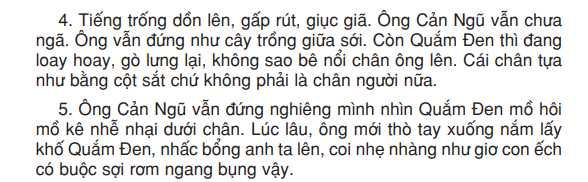 4. Tiếng trống dồn lên, gấp rút, giục giã. Ông Cản Ngũ vẫn chưa
ngã. Ông vẫn đứng như cây trồng giữa sới. Còn Quắm Đen thì đang
loay hoay, gò lưng lại, không sao bê nổi chân ông lên. Cái chân tựa
như bằng cột sắt chứ không phải là chân người nữa.
5. Ông Cản Ngũ vẫn đứng nghiêng mình nhìn Quắm Đen mồ hôi
mồ kê nhễ nhại dưới chân. Lúc lâu, ông mới thò tay xuống nắm lấy
khố Quắm Đen, nhấc bổng anh ta lên, coi nhẹ nhàng như giơ con ếch
có buộc sợi rơm ngang bụng vậy.